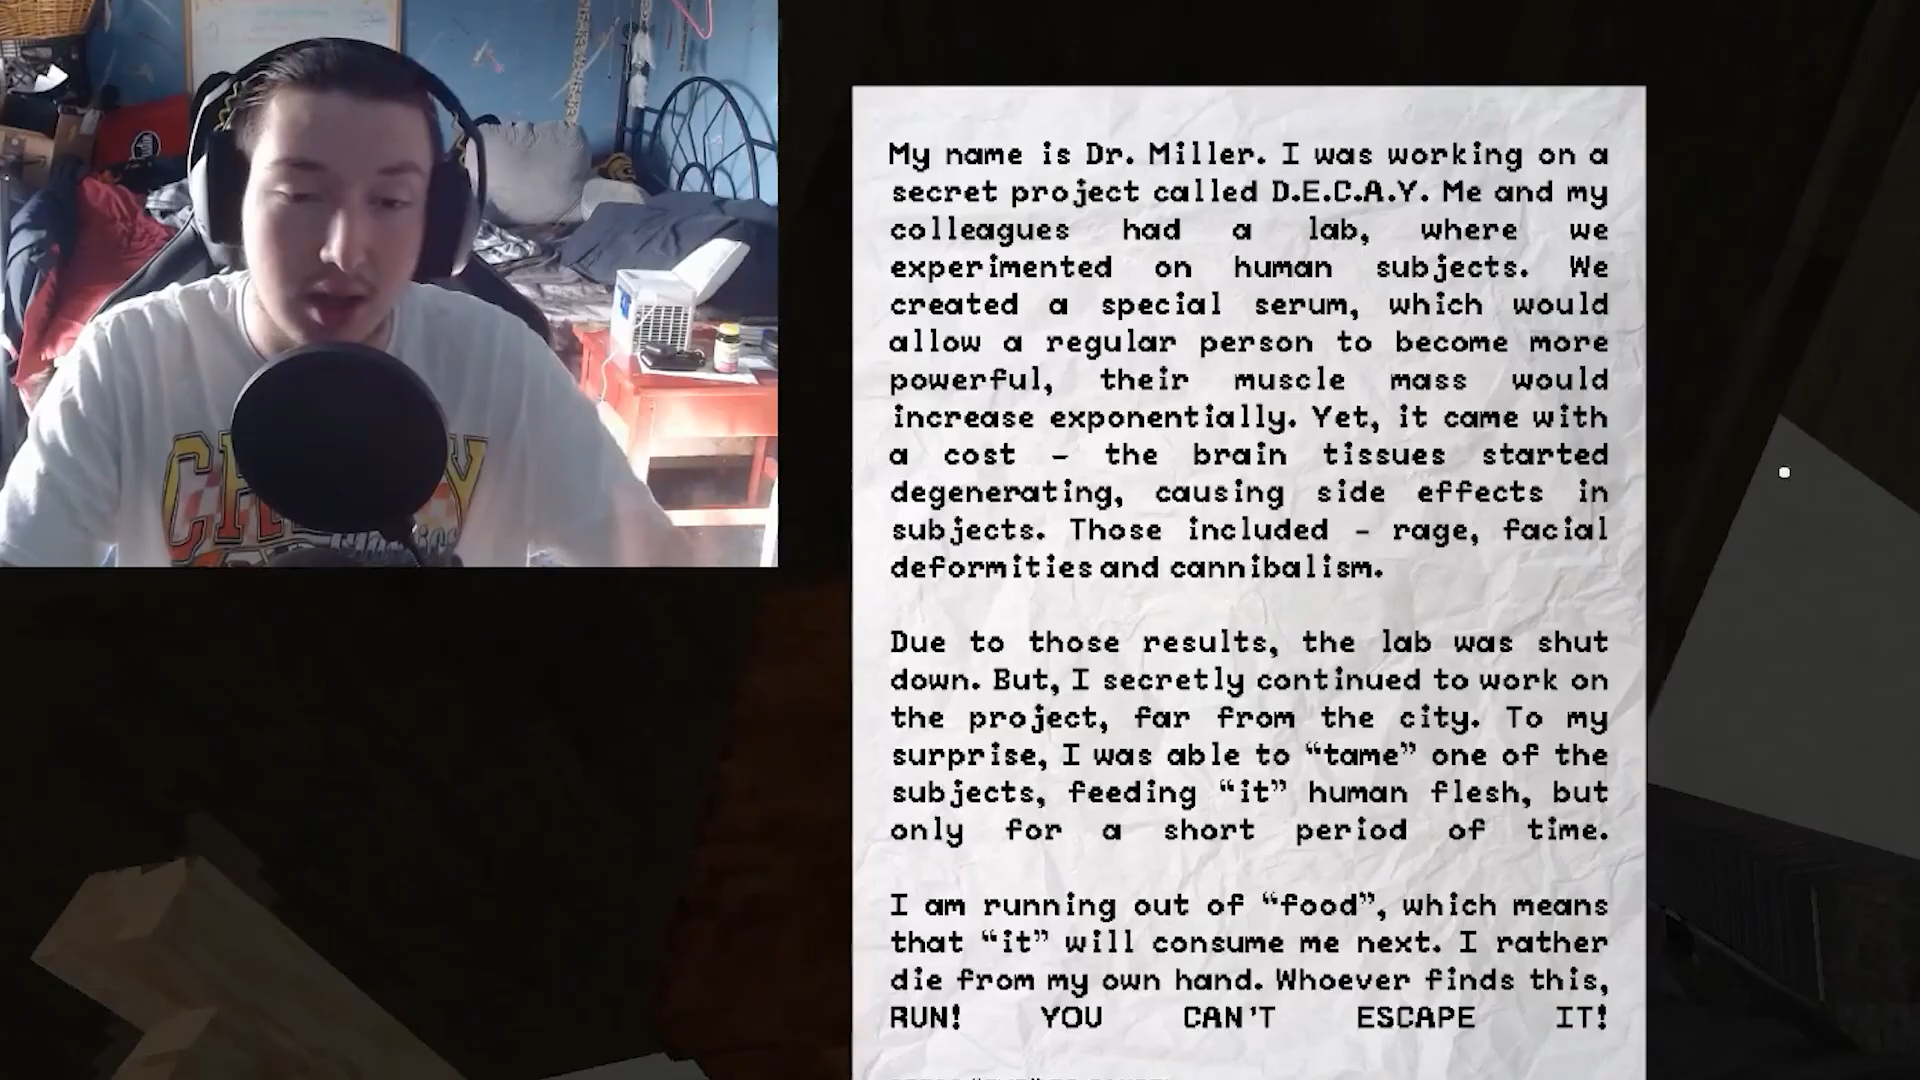 My name is Dr. Miller. I was working on a
secret project called D.E.C.A.Y. Me and my
colleagues had a lab, where we
experimented on human subjects. We
created a special serum, which would
allow a regular person to become more
powerful, their muscle mass would
increase exponentially. Yet, it came with
a cost - the brain tissues started
degenerating, causing side effects in
subjects. Those included - rage, facial
deformities and cannibalism.
Due to those results, the lab was shut
down. But, I secretly continued to work on
the project, far from the city. To my
surprise, I was able to “tame” one of the
subjects, feeding “it” human flesh, but
only for a short period of time.
I am running out of “food”, which means
that “it” will consume me next. I rather
die from my own hand. Whoever finds this,
RUN! YOU CAN'T ESCAPE IT!